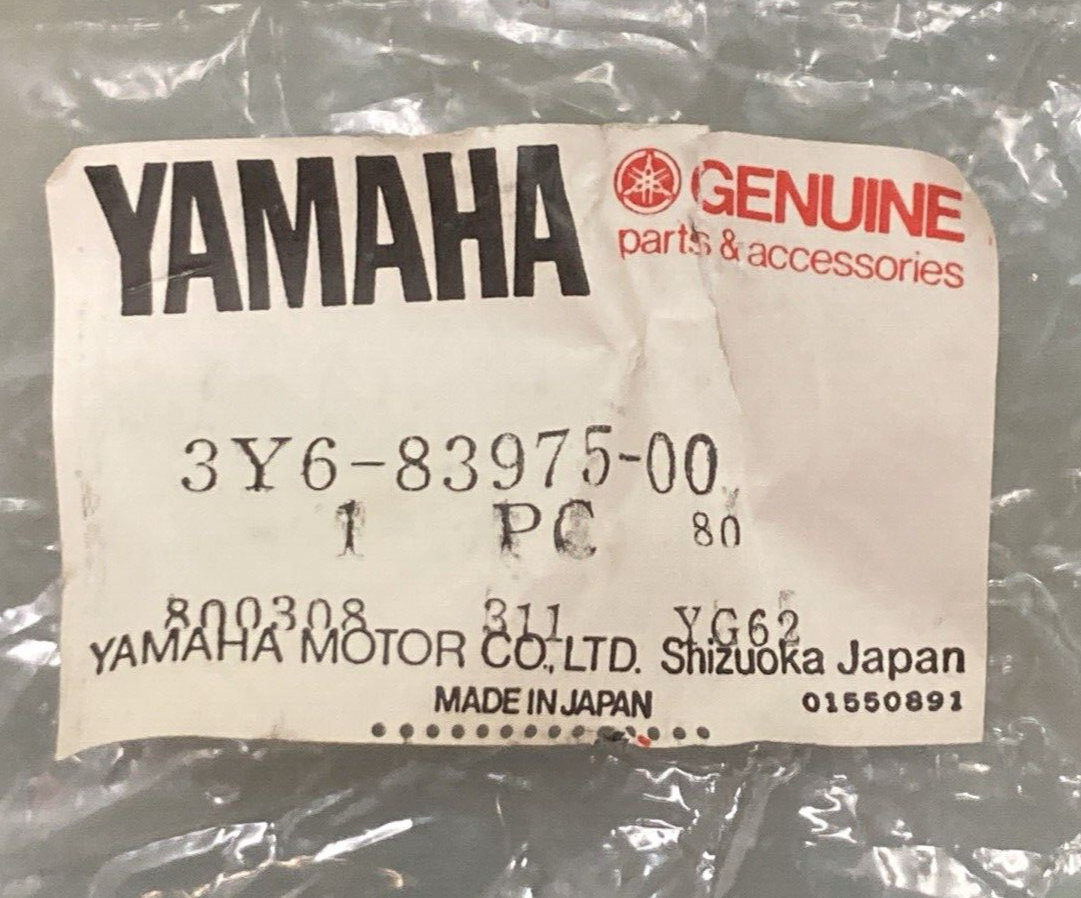 YAMAHA
GENUINE
parts & accessories
3Y6-83975-00
1 PC 80
800308 311 YG62
YAMAHA MOTOR CO., LTD. Shizuoka Japan
MADE IN JAPAN 01550891